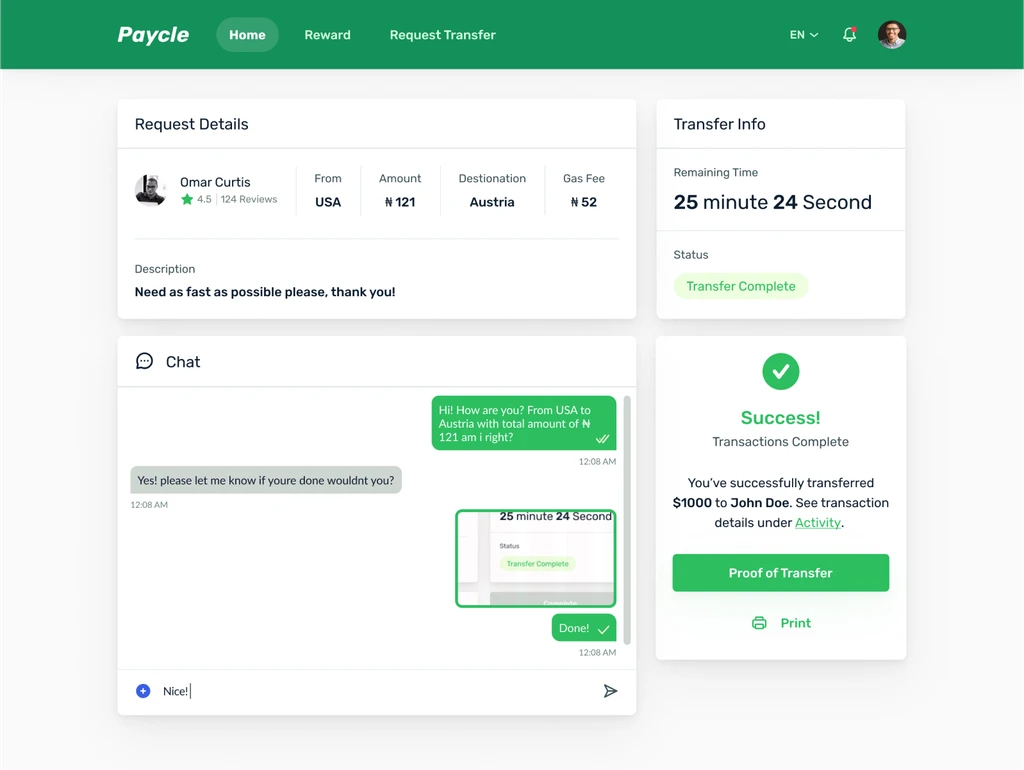 Paycle
Home
Reward
Request Transfer
EN
Request Details
Omar Curtis
4.5 | 124 Reviews
From
USA
Amount
₦ 121
Destionation
Austria
Gas Fee
₦ 52
Description
Need as fast as possible please, thank you!
Transfer Info
Remaining Time
25 minute 24 Second
Status
Transfer Complete
Chat
Hi! How are you? From USA to
Austria with total amount of ₦
121 am i right?
12:08 AM
Yes! please let me know if youre done wouldnt you?
12:08 AM
25 minute 24 Second
Status
Transfer Complete
Complete
Done!
12:08 AM
Nice!
Success!
Transactions Complete
You’ve successfully transferred
$1000 to John Doe. See transaction
details under Activity.
Proof of Transfer
Print